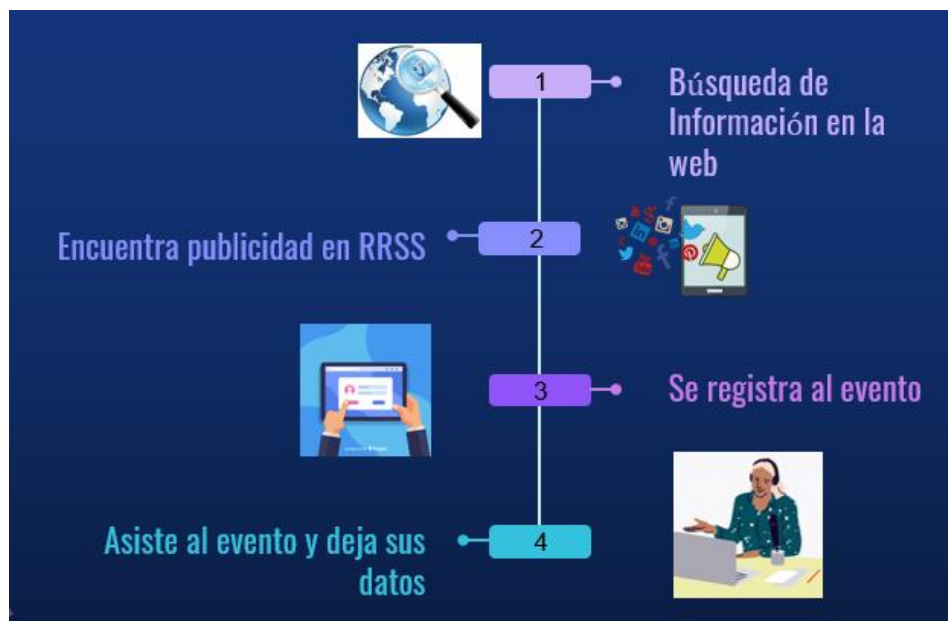 1
Búsqueda de
Información en la
web
Encuentra publicidad en RRSS
2
3
Se registra al evento
Asiste al evento y deja sus
datos
4